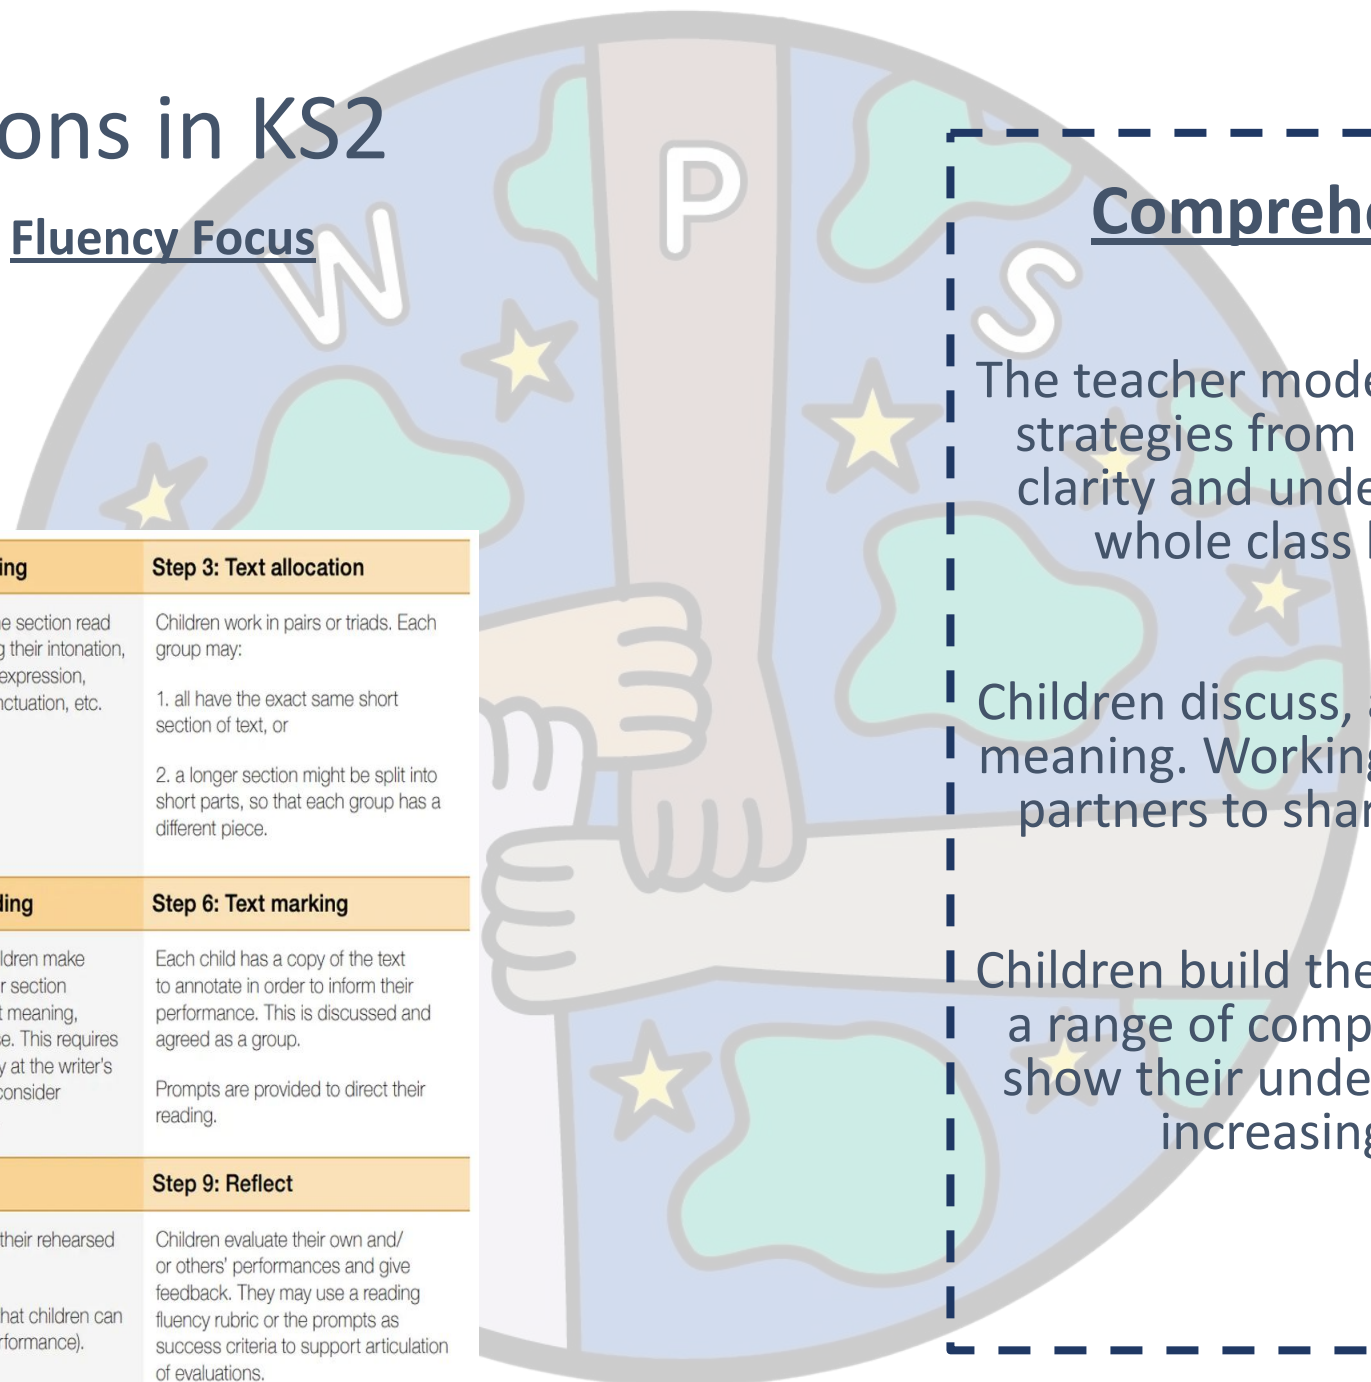 ons in KS2
Fluency Focus
W P S
ing
e section read
g their intonation,
expression,
nctuation, etc.
Step 3: Text allocation
Children work in pairs or triads. Each
group may:
1. all have the exact same short
section of text, or
2. a longer section might be split into
short parts, so that each group has a
different piece.
ding
ldren make
r section
t meaning,
se. This requires
y at the writer's
consider
Step 6: Text marking
Each child has a copy of the text
to annotate in order to inform their
performance. This is discussed and
agreed as a group.
Prompts are provided to direct their
reading.
their rehearsed
hat children can
rformance).
Step 9: Reflect
Children evaluate their own and/
or others' performances and give
feedback. They may use a reading
fluency rubric or the prompts as
success criteria to support articulation
of evaluations.
Comprehe
The teacher mode
strategies from
clarity and unde
whole class
Children discuss,
meaning. Working
partners to shar
Children build the
a range of comp
show their unde
increasing